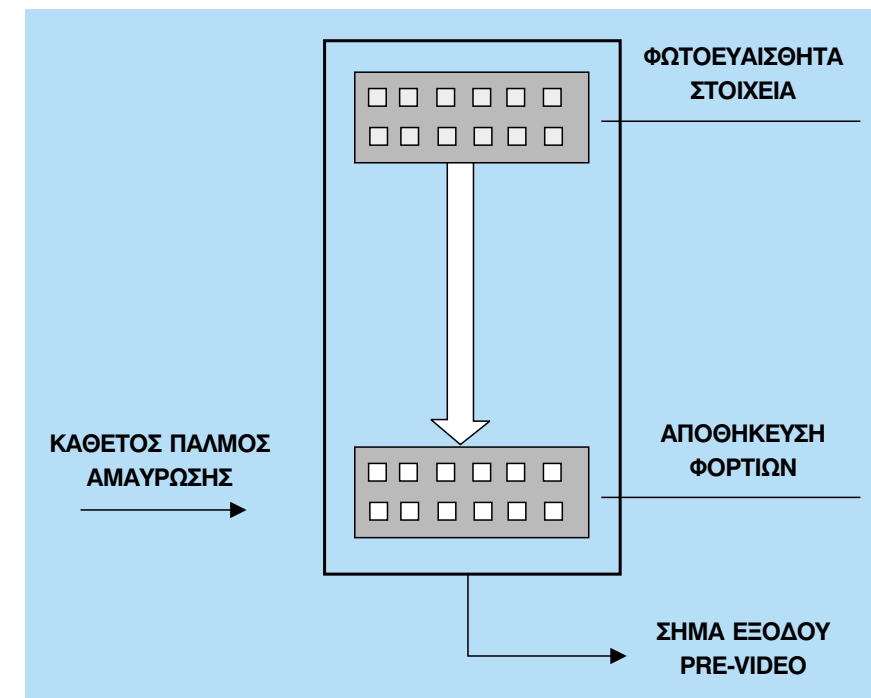 ΦΩΤΟΕΥΑΙΣΘΗΤΑ
ΣΤΟΙΧΕΙΑ
ΚΑΘΕΤΟΣ ΠΑΛΜΟΣ
ΑΜΑΥΡΩΣΗΣ
ΑΠΟΘΗΚΕΥΣΗ
ΦΟΡΤΙΩΝ
ΣΗΜΑ ΕΞΟΔΟΥ
PRE-VIDEO